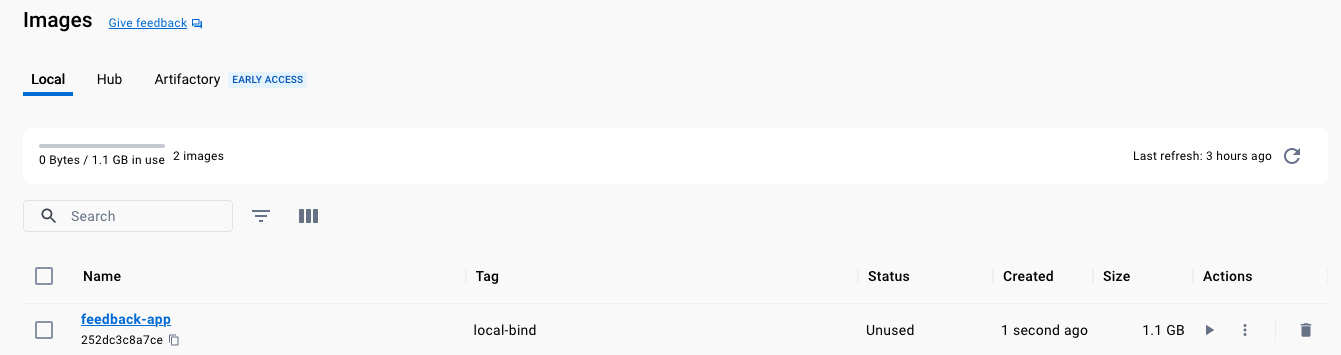 Images Give feedback
Local Hub Artifactory EARLY ACCESS
0 Bytes / 1.1 GB in use 2 images Last refresh: 3 hours ago
Search
Name Tag Status Created Size Actions
feedback-app
252dc3c8a7ce local-bind Unused 1 second ago 1.1 GB